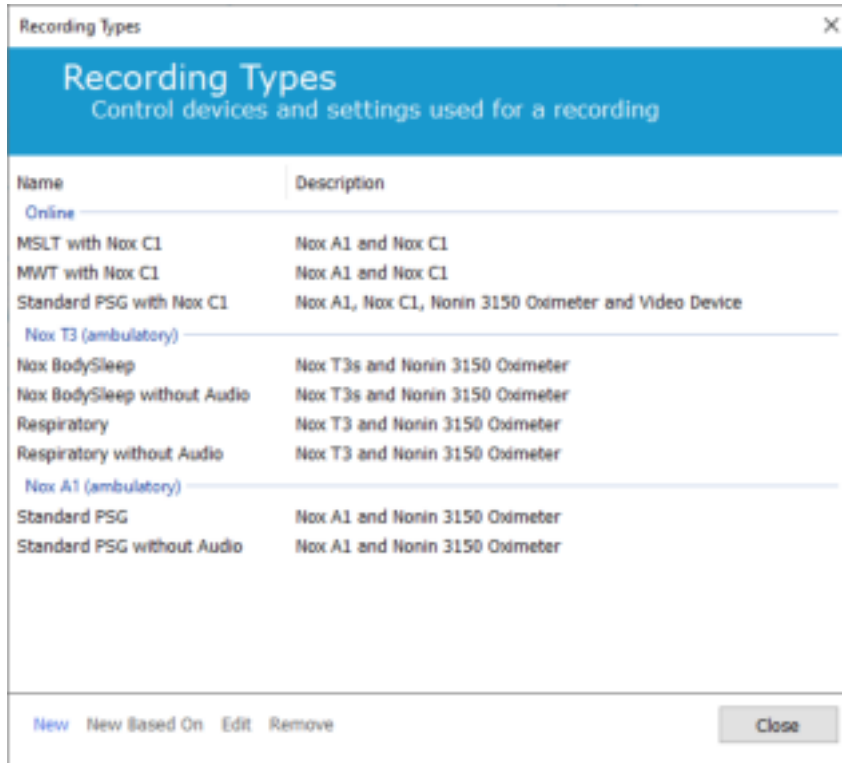 Recording Types
Recording Types
Control devices and settings used for a recording
Name Description
Online
MSLT with Nox C1 Nox A1 and Nox C1
MWT with Nox C1 Nox A1 and Nox C1
Standard PSG with Nox C1 Nox A1, Nox C1, Nonin 3150 Oximeter and Video Device
Nox T3 (ambulatory)
Nox BodySleep Nox T3s and Nonin 3150 Oximeter
Nox BodySleep without Audio Nox T3s and Nonin 3150 Oximeter
Respiratory Nox T3 and Nonin 3150 Oximeter
Respiratory without Audio Nox T3 and Nonin 3150 Oximeter
Nox A1 (ambulatory)
Standard PSG Nox A1 and Nonin 3150 Oximeter
Standard PSG without Audio Nox A1 and Nonin 3150 Oximeter
New New Based On Edit Remove Close